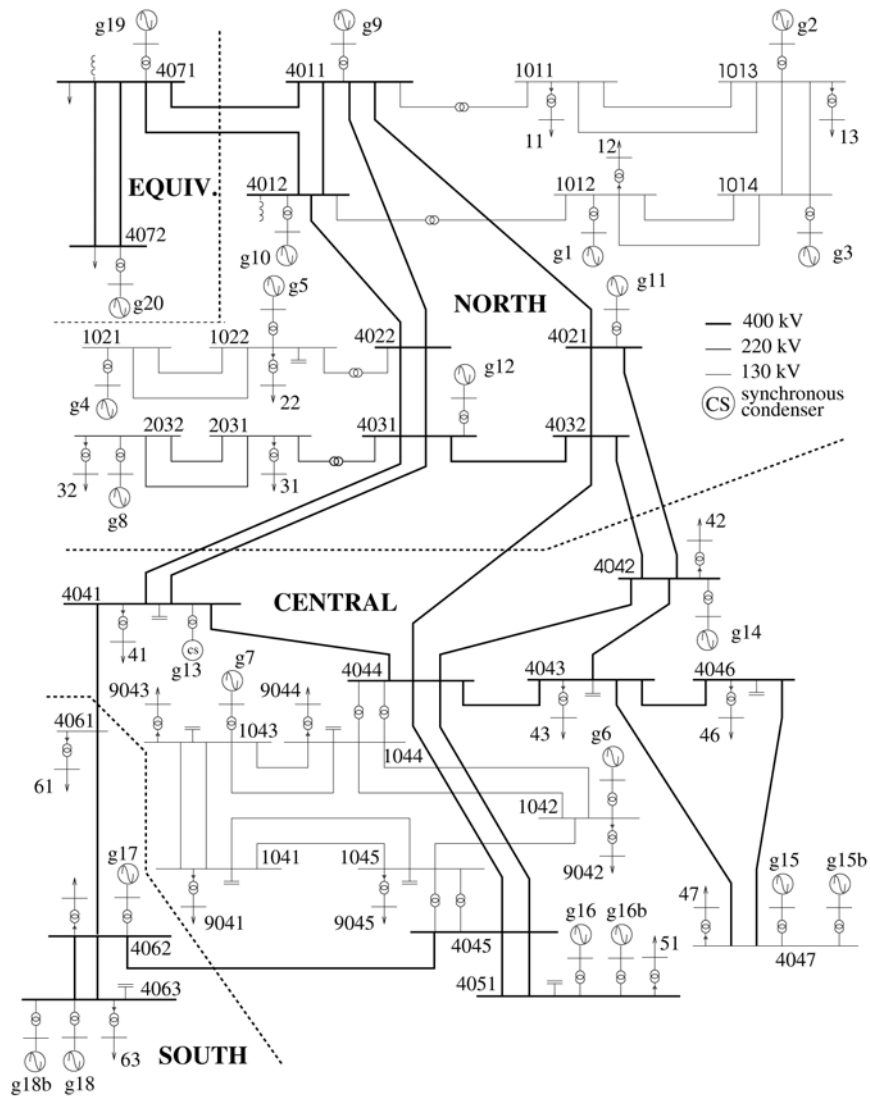 g19
g9
g2
4071
4011
1011
1013
11
12
13
EQUIV.
4012
1012
1014
4072
g10
g1
g3
g20
g5
NORTH
g11
1021
1022
4022
4021
400 kV
220 kV
130 kV
CS synchronous
condenser
g12
g4
22
2032
2031
4031
4032
32
g8
31
42
4042
4041
CENTRAL
41
cs
g13
g7
g14
9043
9044
4044
4043
4046
4061
1043
1044
43
46
g6
61
1042
g17
1041
1045
9042
g15
g15b
9041
9045
g16
g16b
47
51
4062
4045
4047
4063
4051
SOUTH
63
g18b
g18